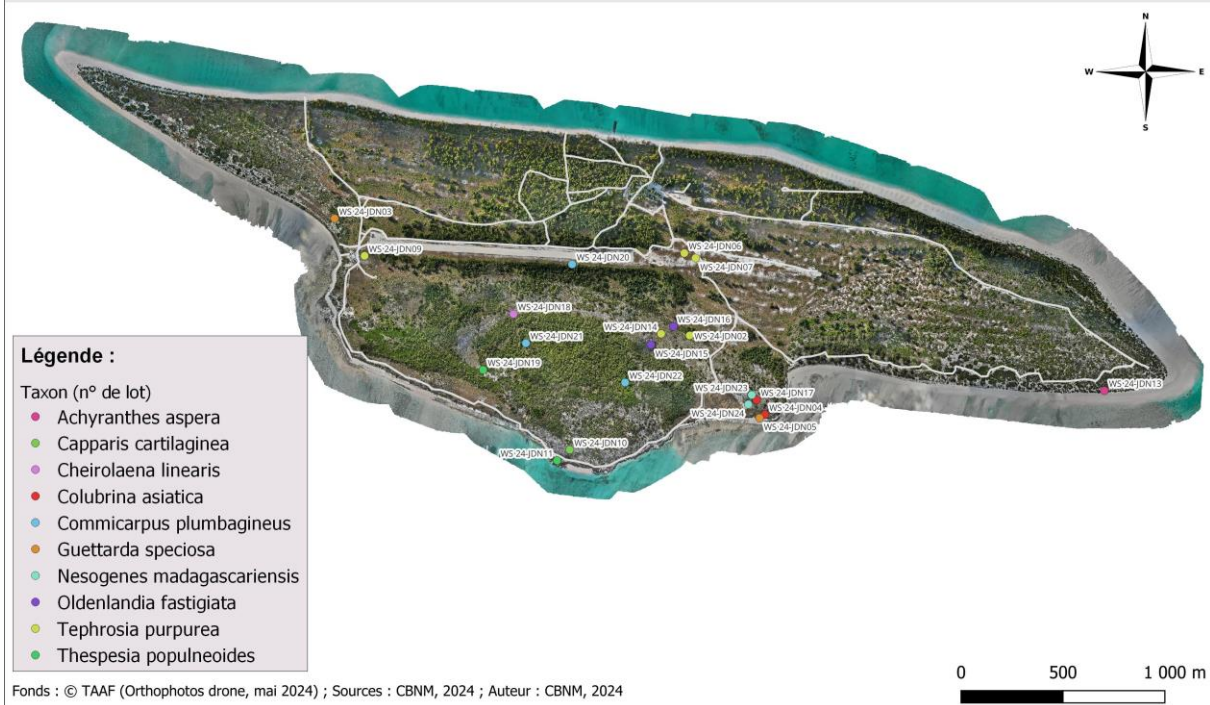 N
W E
S
WS-24-JDN03
WS-24-JDN09
WS-24-JDN20
WS-24-JDN06
WS-24-JDN07
WS-24-JDN18
WS-24-JDN16
WS-24-JDN14
WS-24-JDN02
WS-24-JDN21
WS-24-JDN15
WS-24-JDN19
WS-24-JDN22
WS-24-JDN23
WS-24-JDN17
WS-24-JDN24
WS-24-JDN04
WS-24-JDN05
WS-24-JDN13
WS-24-JDN10
WS-24-JDN11
Légende :
Taxon (n° de lot)
Achyranthes aspera
Capparis cartilaginea
Cheirolaena linearis
Colubrina asiatica
Commicarpus plumbagineus
Guettarda speciosa
Nesogenes madagascariensis
Oldenlandia fastigiata
Tephrosia purpurea
Thespesia populneoides
Fonds : © TAAF (Orthophotos drone, mai 2024) ; Sources : CBNM, 2024 ; Auteur : CBNM, 2024
0 500 1 000 m